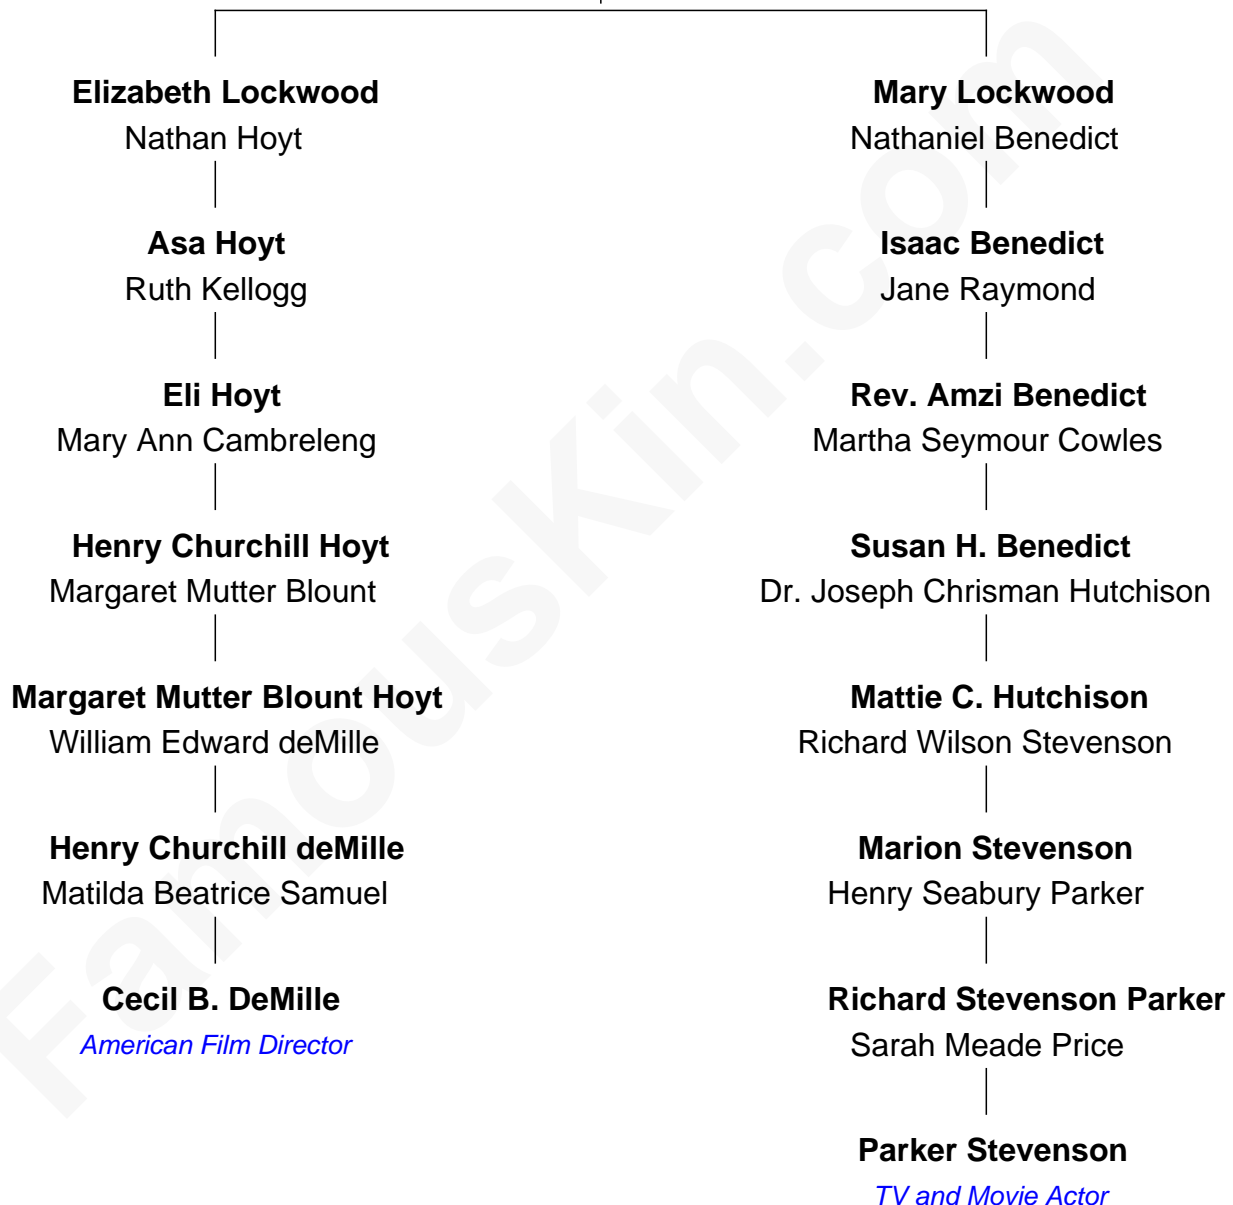 Elizabeth Lockwood
Nathan Hoyt
Asa Hoyt
Ruth Kellogg
Eli Hoyt
Mary Ann Cambreleng
Henry Churchill Hoyt
Margaret Mutter Blount
Margaret Mutter Blount Hoyt
William Edward deMille
Henry Churchill deMille
Matilda Beatrice Samuel
Cecil B. DeMille
American Film Director
Mary Lockwood
Nathaniel Benedict
Isaac Benedict
Jane Raymond
Rev. Amzi Benedict
Martha Seymour Cowles
Susan H. Benedict
Dr. Joseph Chrisman Hutchison
Mattie C. Hutchison
Richard Wilson Stevenson
Marion Stevenson
Henry Seabury Parker
Richard Stevenson Parker
Sarah Meade Price
Parker Stevenson
TV and Movie Actor
FamousKin.com